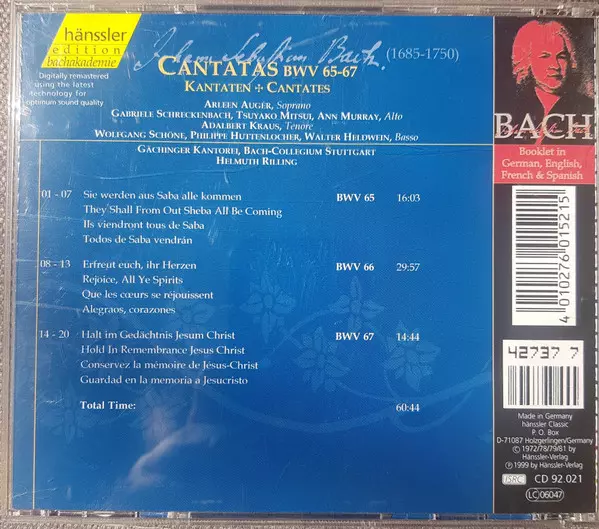 hänssler
edition
bachakademie
Digitally remastered
using the latest
technology for
optimum sound quality
Johann Sebastian Bach. (1685-1750)
CANTATAS BWV 65-67
KANTATEN + CANTATES
ARLEEN AUGÉR, Soprano
GABRIELE SCHRECKENBACH, TSUYAKO MITSUI, ANN MURRAY, Alto
ADALBERT KRAUS, Tenore
WOLFGANG SCHÖNE, PHILIPPE HUTTENLOCHER, WALTER HELDWEIN, Basso
GÄCHINGER KANTOREI, BACH-COLLEGIUM STUTTGART
HELMUTH RILLING
01 - 07 Sie werden aus Saba alle kommen BWV 65 16:03
They Shall From Out Sheba All Be Coming
Ils viendront tous de Saba
Todos de Saba vendrán
08 - 13 Erfreut euch, ihr Herzen BWV 66 29:57
Rejoice, All Ye Spirits
Que les cœurs se réjouissent
Alegraos, corazones
14 - 20 Halt im Gedächtnis Jesum Christ BWV 67 14:44
Hold In Remembrance Jesus Christ
Conservez la mémoire de Jésus-Christ
Guardad en la memoria a Jesucristo
Total Time: 60:44
BACH
Booklet in
German, English,
French & Spanish
4 010276 015215
42737 7
Made in Germany
hänssler Classic
P. O. Box
D-71087 Holzgerlingen/Germany
© 1972/78/79/81 by
Hänssler-Verlag
℗ 1999 by Hänssler-Verlag
ISRC CD 92.021
LC 06047